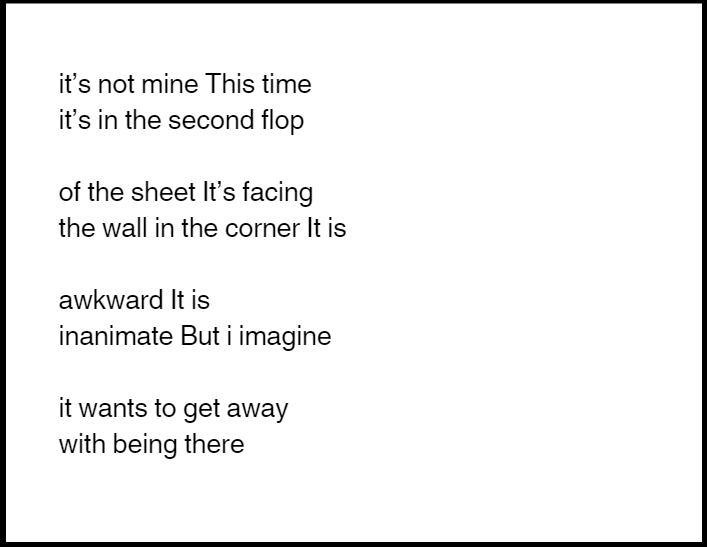 it’s not mine This time
it’s in the second flop
of the sheet It’s facing
the wall in the corner It is
awkward It is
inanimate But i imagine
it wants to get away
with being there